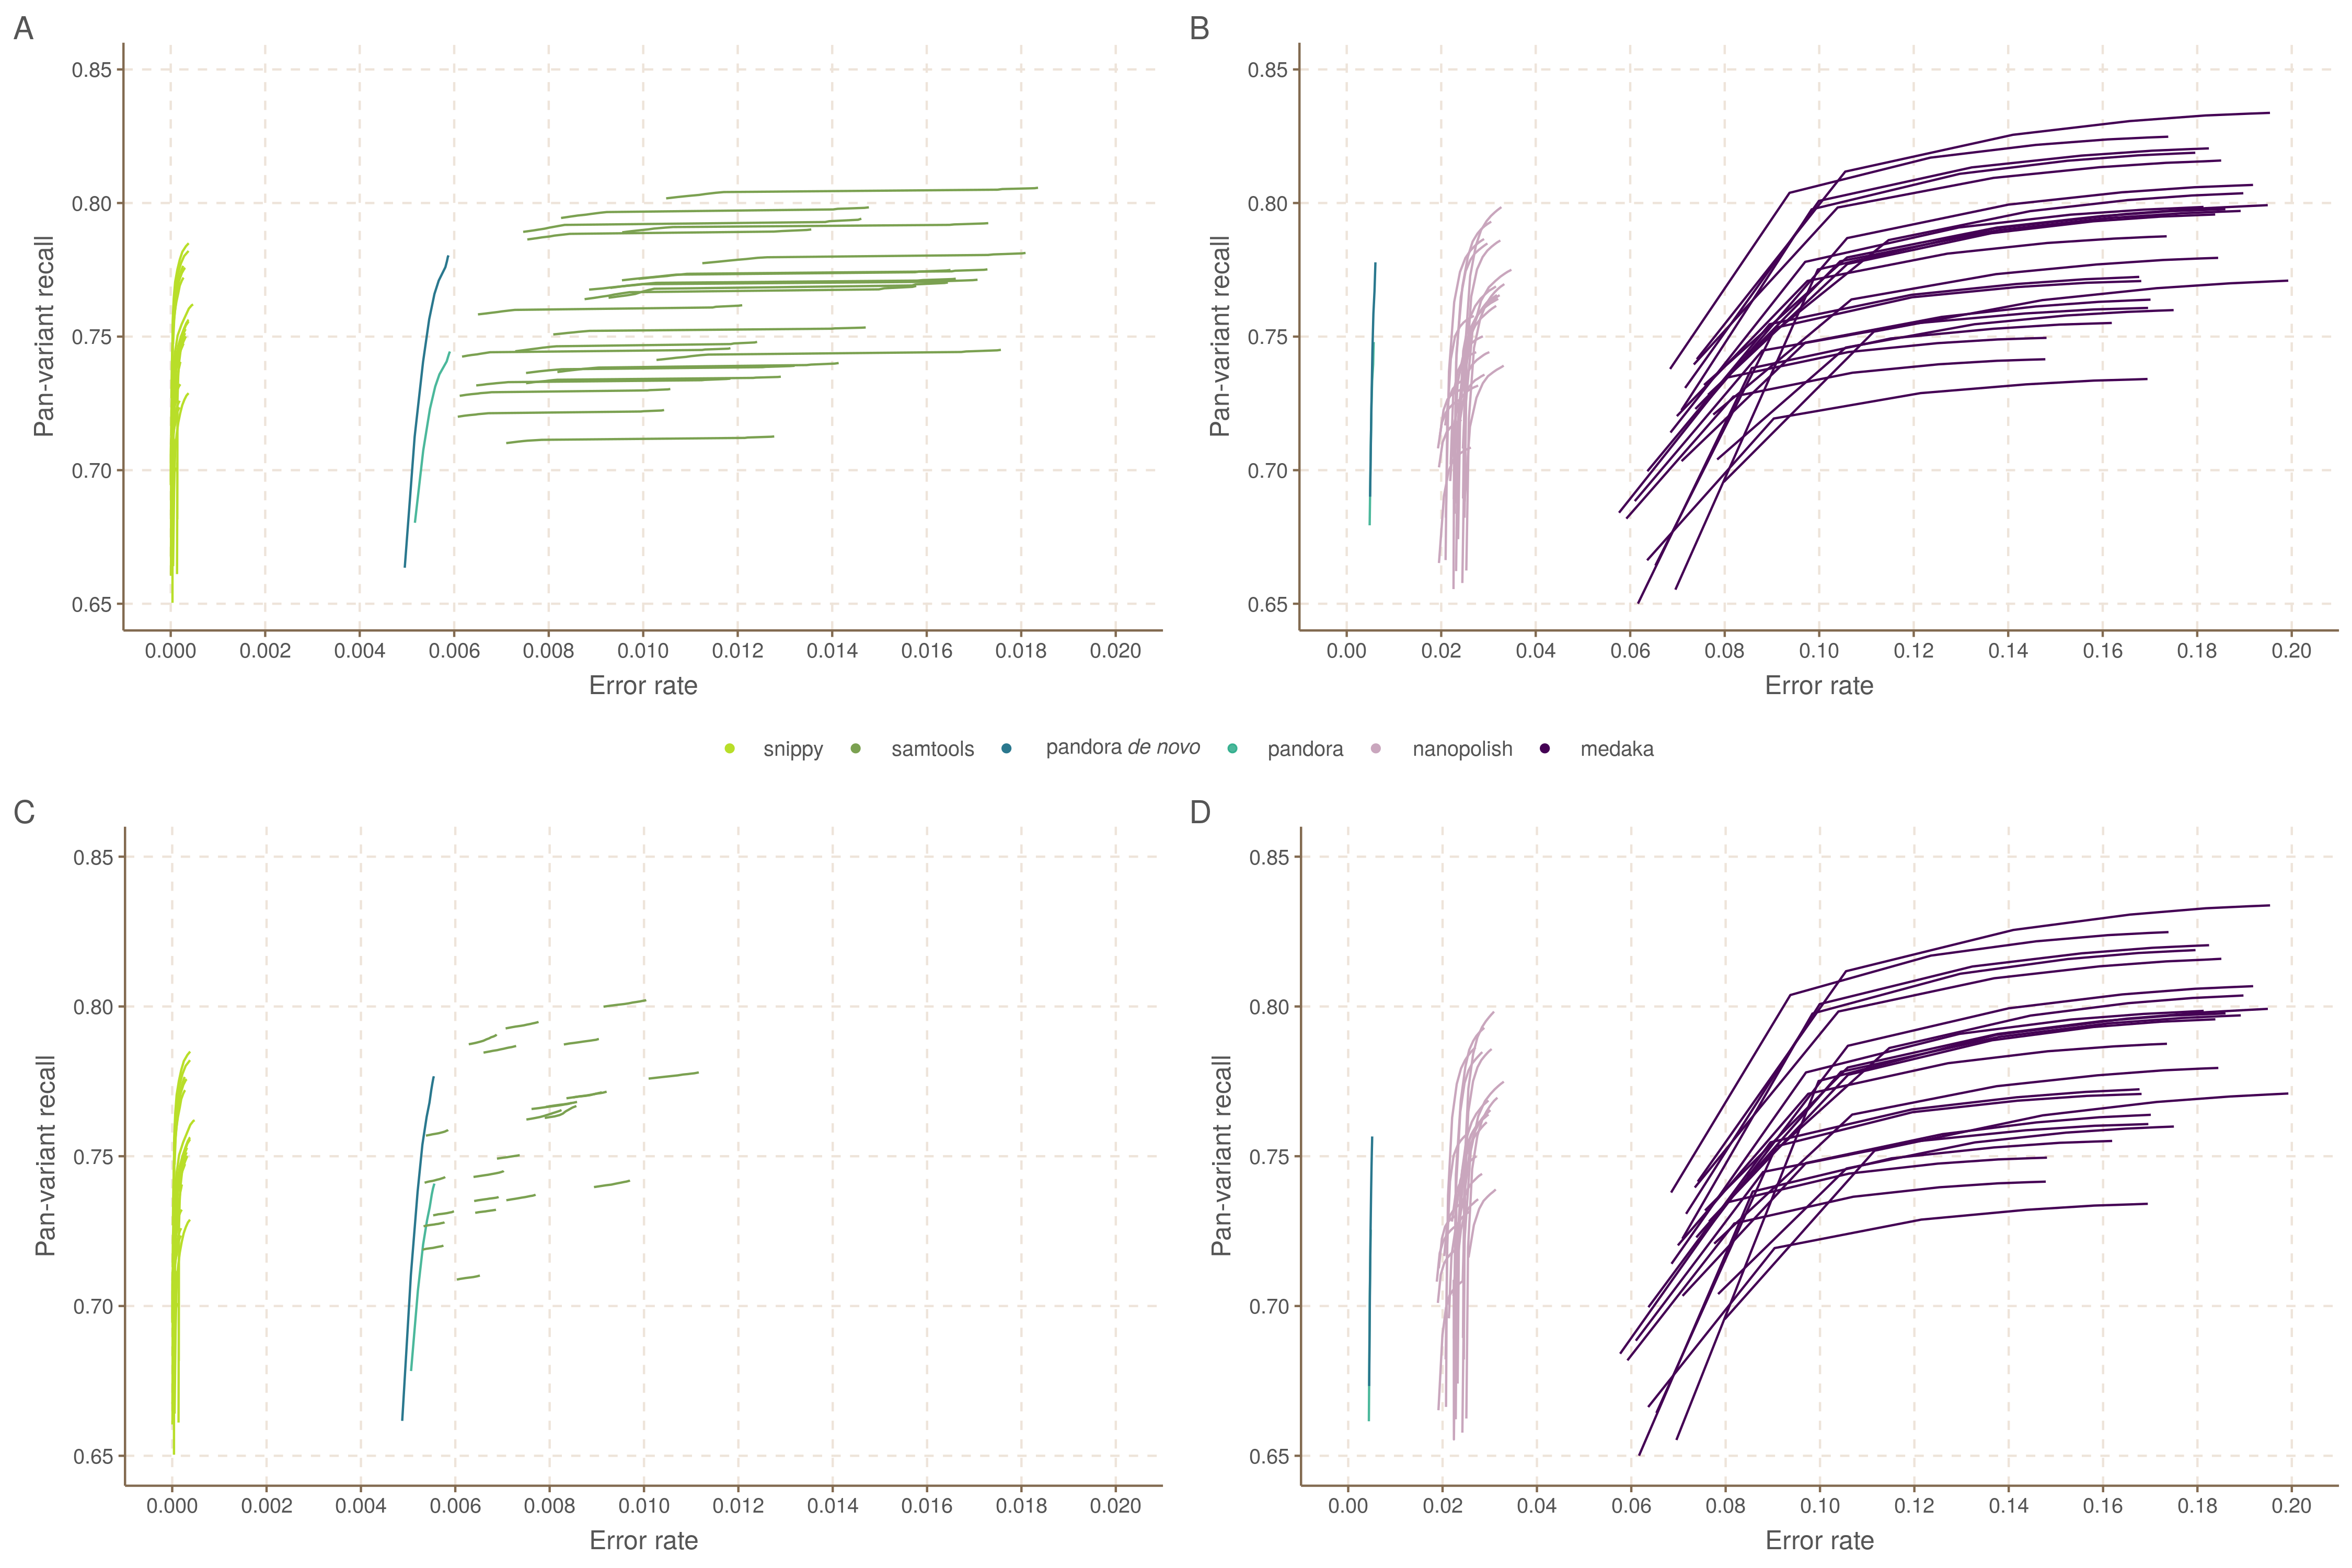 A
B
0.85
0.80
0.75
0.70
0.65
Pan-variant recall
0.000 0.002 0.004 0.006 0.008 0.010 0.012 0.014 0.016 0.018 0.020
Error rate
0.85
0.80
0.75
0.70
0.65
Pan-variant recall
0.00 0.02 0.04 0.06 0.08 0.10 0.12 0.14 0.16 0.18 0.20
Error rate
snippy samtools pandora de novo pandora nanopolish medaka
C
D
0.85
0.80
0.75
0.70
0.65
Pan-variant recall
0.000 0.002 0.004 0.006 0.008 0.010 0.012 0.014 0.016 0.018 0.020
Error rate
0.85
0.80
0.75
0.70
0.65
Pan-variant recall
0.00 0.02 0.04 0.06 0.08 0.10 0.12 0.14 0.16 0.18 0.20
Error rate